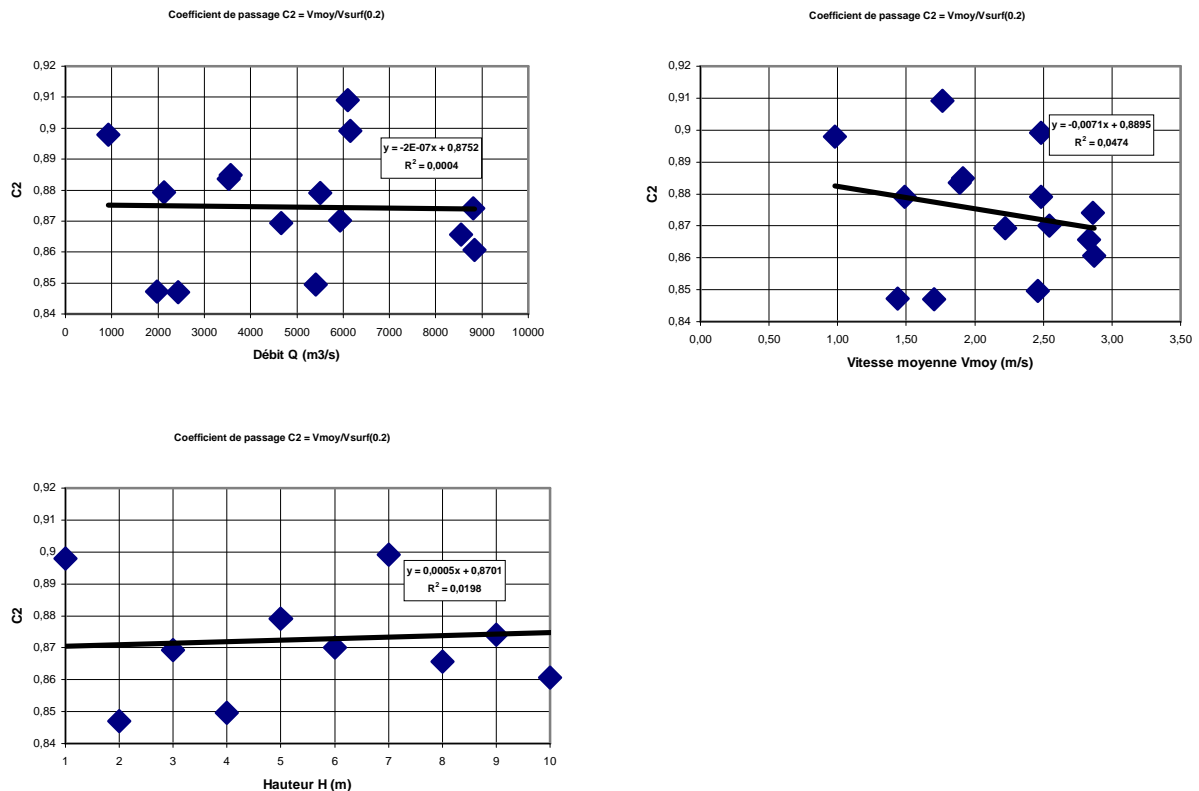 Coefficient de passage C2 = Vmoy/Vsurf(0.2)
0,92
0,91
0,9
0,89
0,88
0,87
0,86
0,85
0,84
C2
y = -2E-07x + 0,8752
R² = 0,0004
0 1000 2000 3000 4000 5000 6000 7000 8000 9000 10000
Débit Q (m3/s)
Coefficient de passage C2 = Vmoy/Vsurf(0.2)
0,92
0,91
0,9
0,89
0,88
0,87
0,86
0,85
0,84
C2
y = -0,0071x + 0,8895
R² = 0,0474
0,00 0,50 1,00 1,50 2,00 2,50 3,00 3,50
Vitesse moyenne Vmoy (m/s)
Coefficient de passage C2 = Vmoy/Vsurf(0.2)
0,92
0,91
0,9
0,89
0,88
0,87
0,86
0,85
0,84
C2
y = 0,0005x + 0,8701
R² = 0,0198
1 2 3 4 5 6 7 8 9 10
Hauteur H (m)